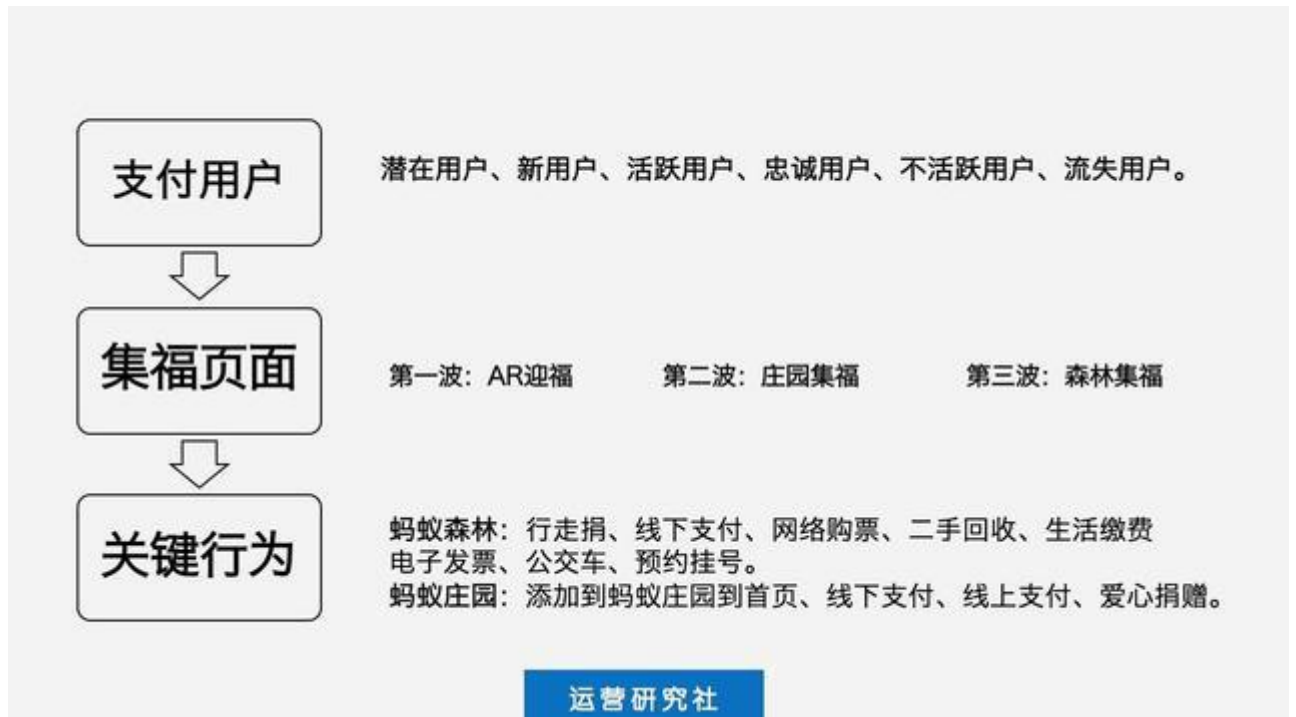 支付用户
潜在用户、新用户、活跃用户、忠诚用户、不活跃用户、流失用户。
集福页面
第一波：AR迎福 第二波：庄园集福 第三波：森林集福
关键行为
蚂蚁森林：行走捐、线下支付、网络购票、二手回收、生活缴费
电子发票、公交车、预约挂号。
蚂蚁庄园：添加到蚂蚁庄园到首页、线下支付、线上支付、爱心捐赠。
运营研究社